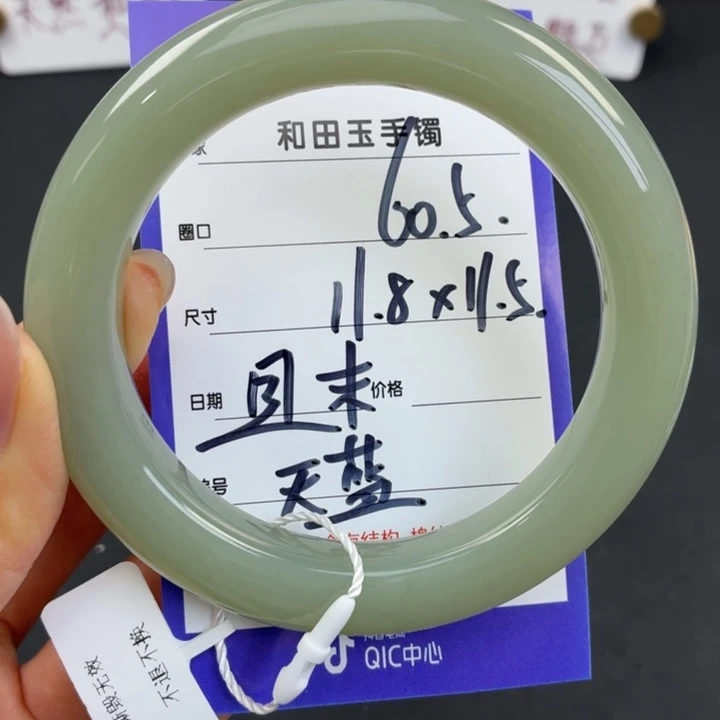 和田玉手镯
圈口 60.5.
尺寸 11.8×11.5.
日期 且末 价格
天蓝
QIC中心
不退不换